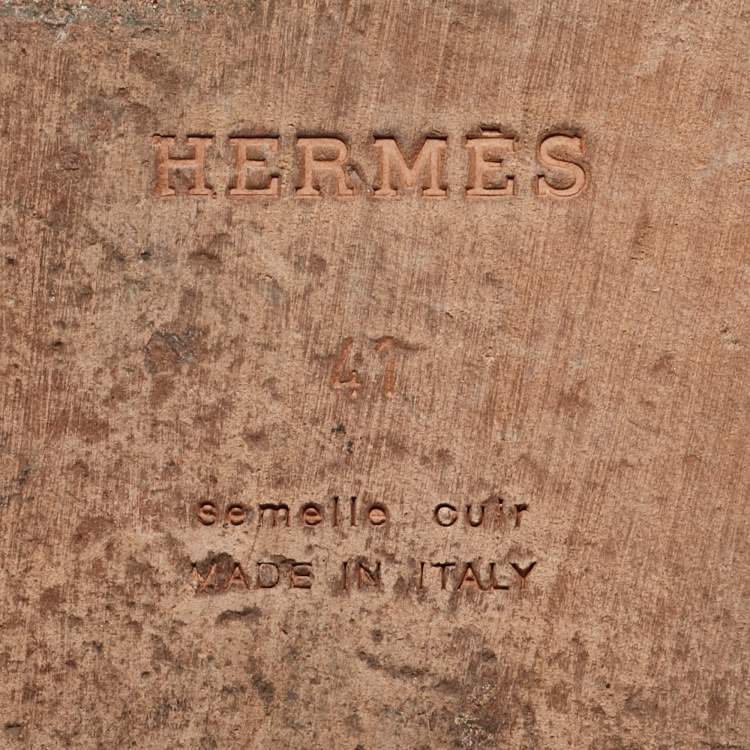 HERMÈS
41
semelle cuir
MADE IN ITALY